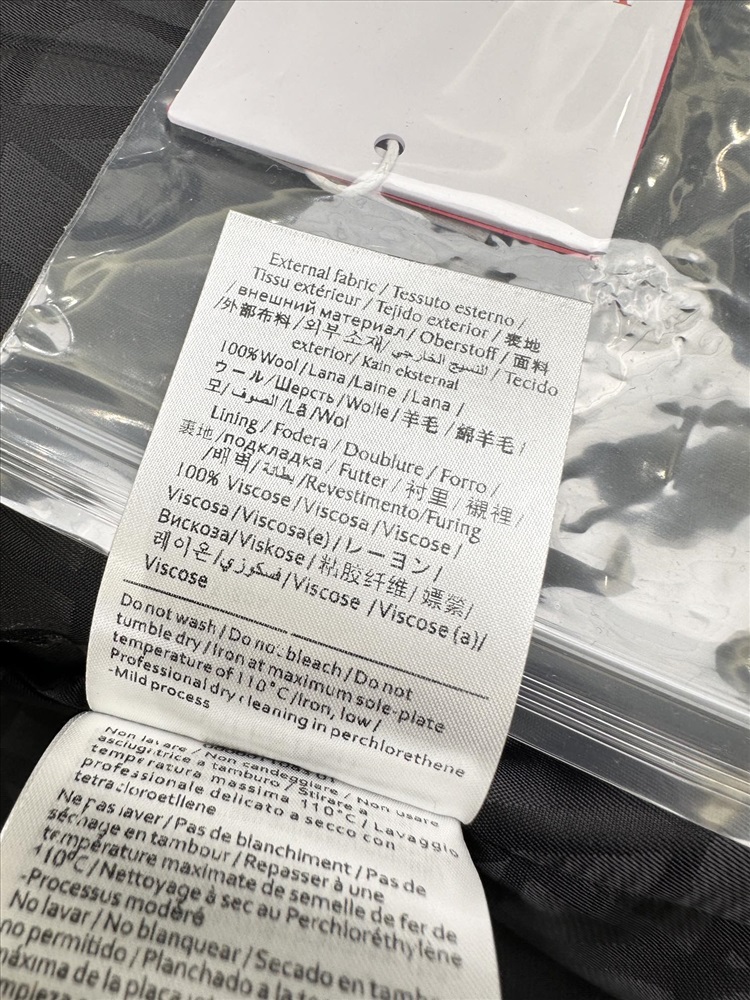 External fabric / Tessuto esterno /
Tissu extérieur / Tejido exterior / 表地
/ внешний материал / Oberstoff / 面料
/外部布料 / 외부 소재 / النسيج الخارجي / Tecido
exterior / Kain eksternal
100%Wool / Lana / Laine / Lana /
ウール / Шерсть / Wolle / 羊毛 / 綿羊毛 /
모 / الصوف / Lã /Wol
Lining / Fodera / Doublure / Forro /
裏地 / подкладка / Futter / 衬里 / 襯裡 /
/ 배벽 / بطانة / Revestimento/Furing
100% Viscose / Viscosa / Viscose /
Viscosa / Viscosa(e) / レーヨン /
Вискоза/ Viskose / 粘胶纤维 / 嫘縈/
레이온 / فسكوزي / Viscose / Viscose (a)/
Viscose
Do not wash / Do not bleach / Do not
tumble dry / Iron at maximum sole-plate
temperature of 110°C /Iron, low /
Professional dry cleaning in perchlorethene
-Mild process
Non lavare /
asciugatrice a tamburo / Non candeggiare / Non usare
temperatura massima 110°C / Lavaggio
professionale delicato a secco con
tetracloroetilene
Ne pas laver / Pas de blanchiment / Pas de
séchage en tambour / Repasser à une
température maximale de semelle de fer de
110°C / Nettoyage à sec au Perchloréthylène
-Processus modéré
No lavar / No blanquear / Secado en tamb
no permitido / Planchado a la te
máxima de la placa